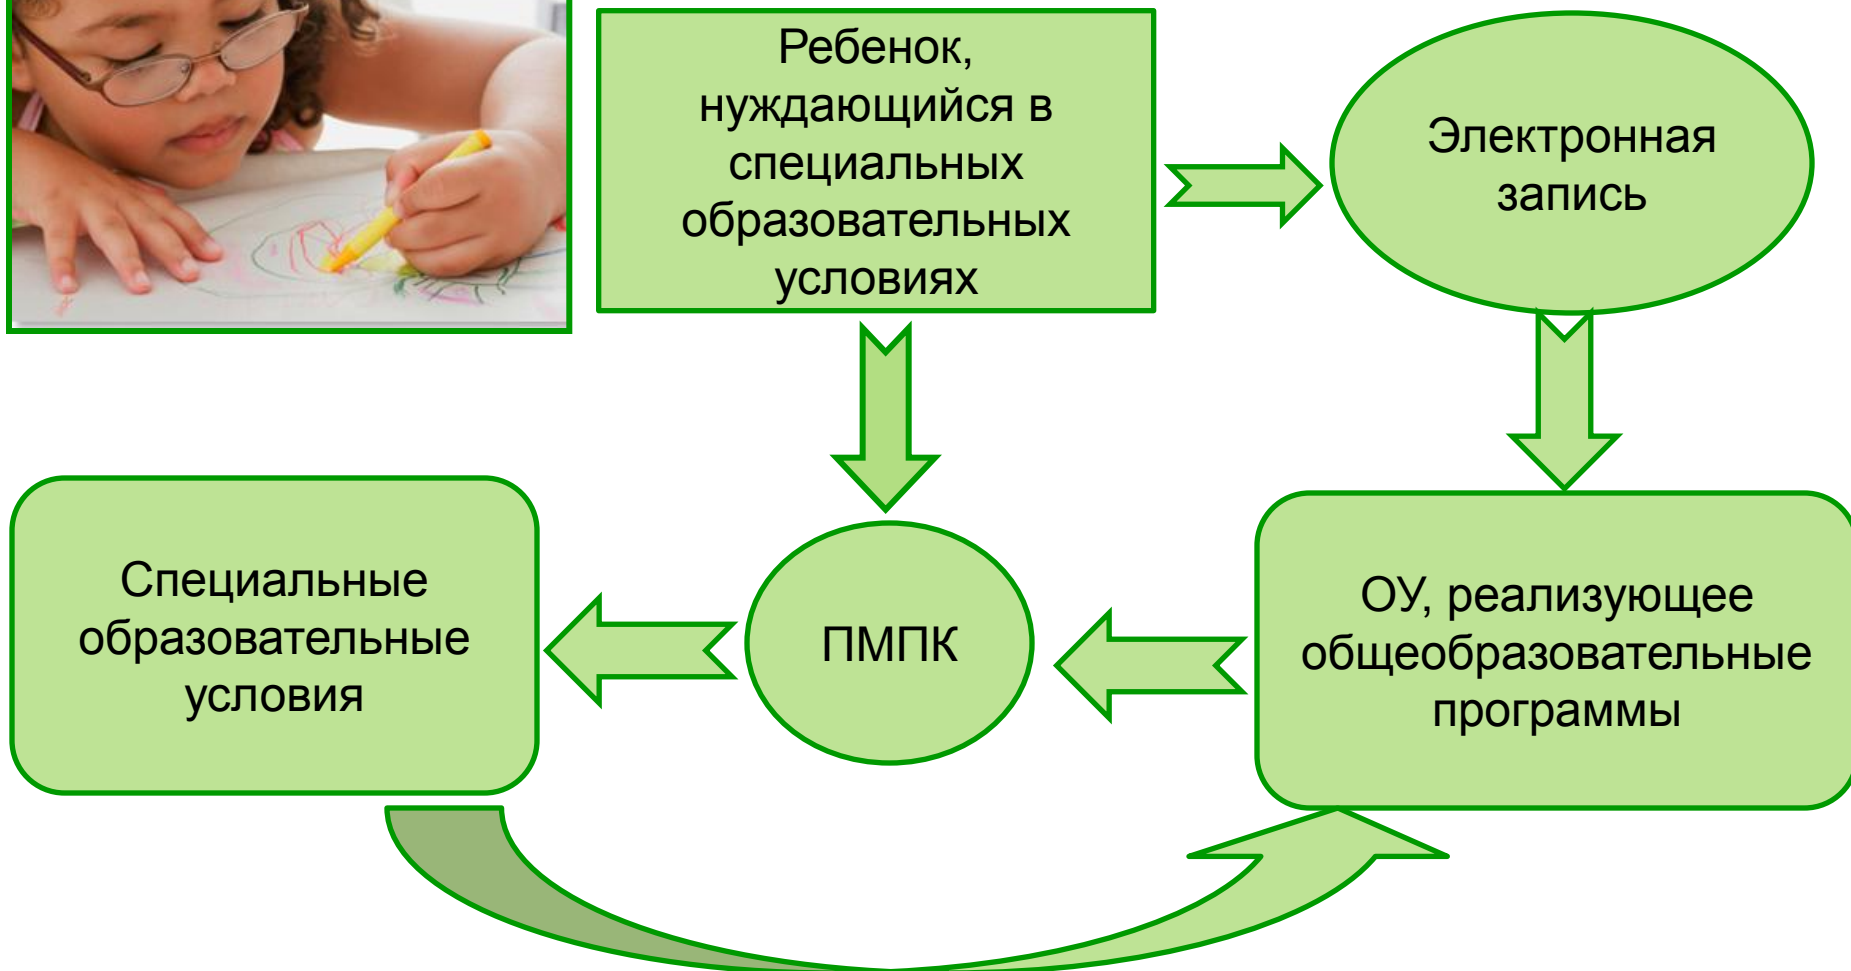 Ребенок,
нуждающийся в
специальных
образовательных
условиях
Электронная
запись
Специальные
образовательные
условия
ПМПК
ОУ, реализующее
общеобразовательные
программы